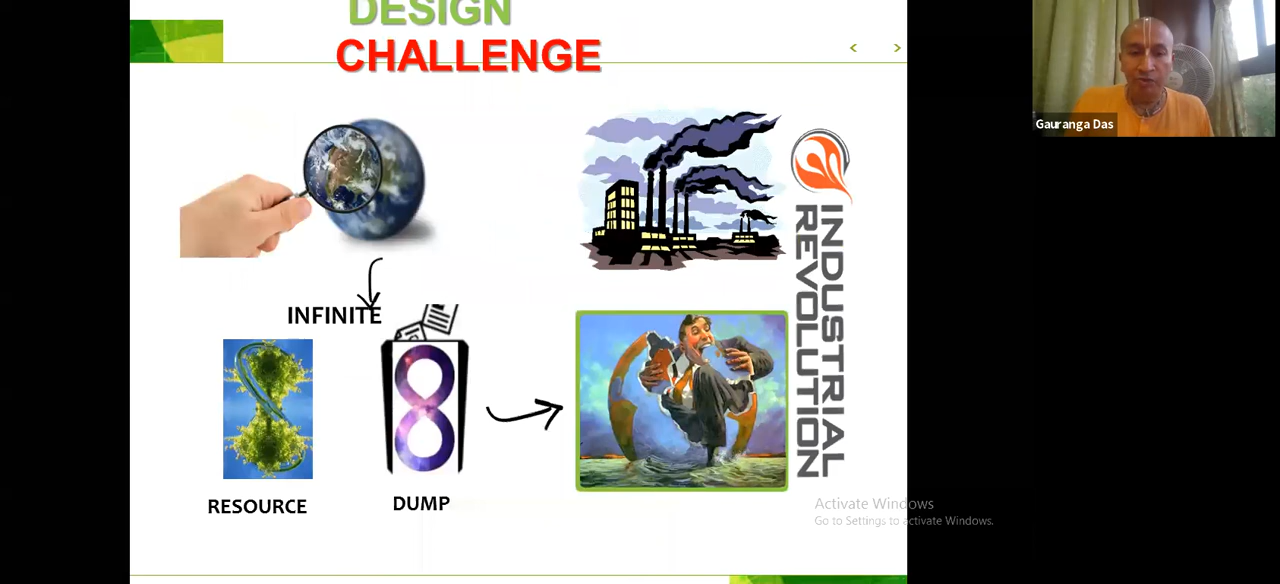 DESIGN
CHALLENGE
Gauranga Das
INFINITE
RESOURCE
DUMP
INDUSTRIAL
REVOLUTION
Activate Windows
Go to Settings to activate Windows.